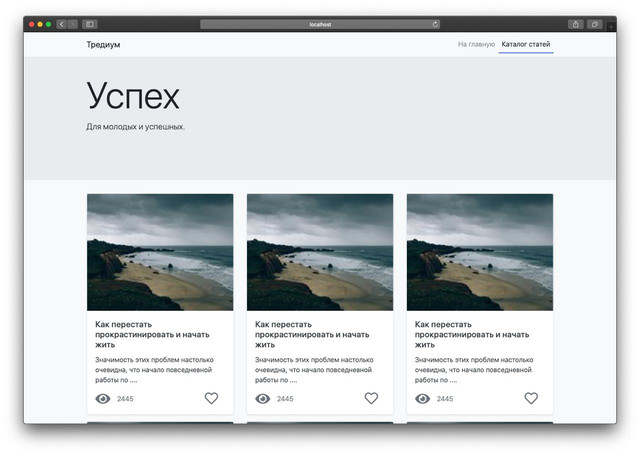 localhost
Тредиум
На главную Каталог статей
Успех
Для молодых и успешных.
Как перестать
прокрастинировать и начать
жить
Значимость этих проблем настолько
очевидна, что начало повседневной
работы по ....
2445
Как перестать
прокрастинировать и начать
жить
Значимость этих проблем настолько
очевидна, что начало повседневной
работы по ....
2445
Как перестать
прокрастинировать и начать
жить
Значимость этих проблем настолько
очевидна, что начало повседневной
работы по ....
2445